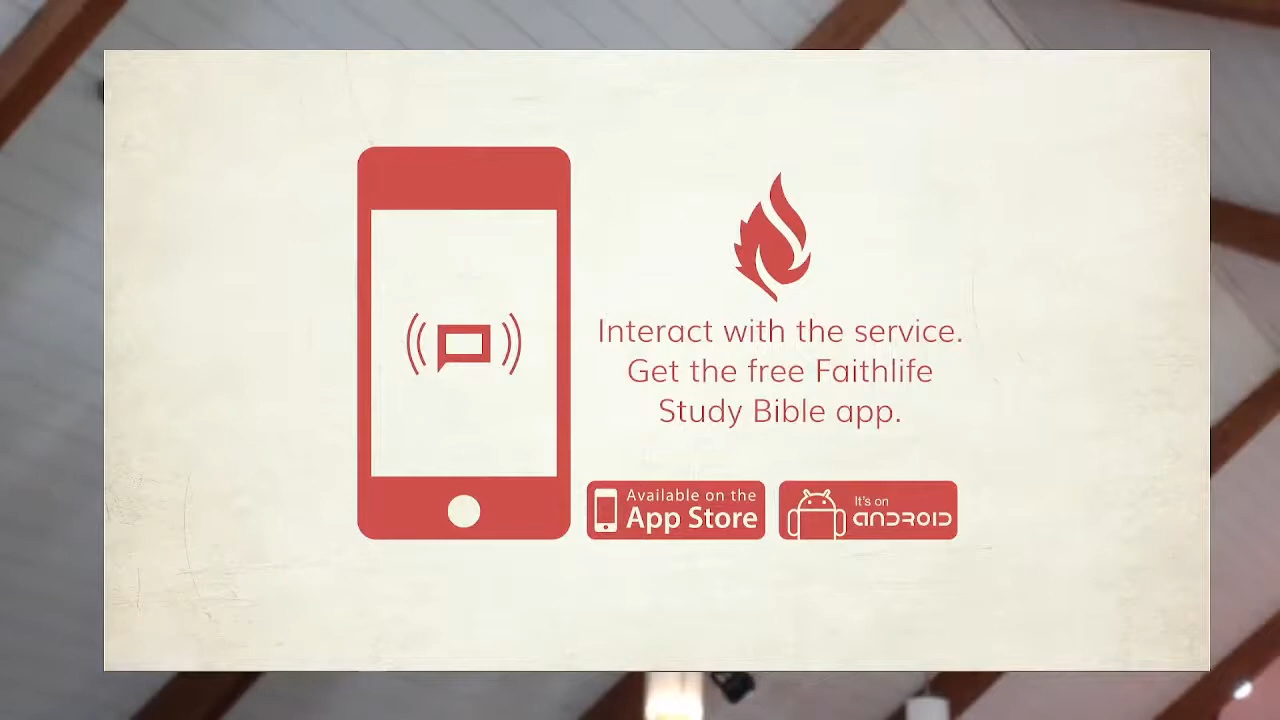 Interact with the service.
Get the free Faithlife
Study Bible app.
Available on the
App Store
It's on
ANDROID